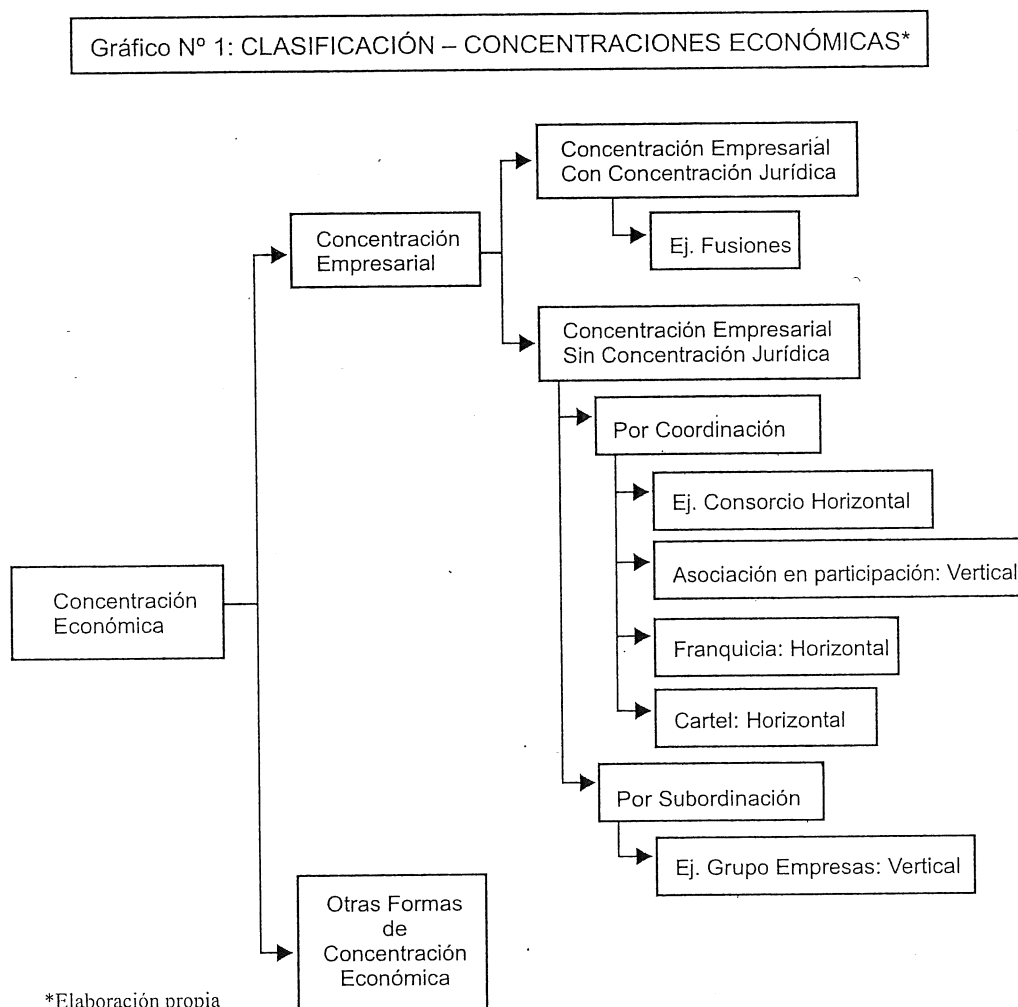 Gráfico Nº 1: CLASIFICACIÓN – CONCENTRACIONES ECONÓMICAS*
Concentración Empresarial
Con Concentración Jurídica
Ej. Fusiones
Concentración
Empresarial
Concentración Empresarial
Sin Concentración Jurídica
Por Coordinación
Ej. Consorcio Horizontal
Asociación en participación: Vertical
Concentración
Económica
Franquicia: Horizontal
Cartel: Horizontal
Por Subordinación
Ej. Grupo Empresas: Vertical
Otras Formas
de
Concentración
Económica
*Elaboración propia